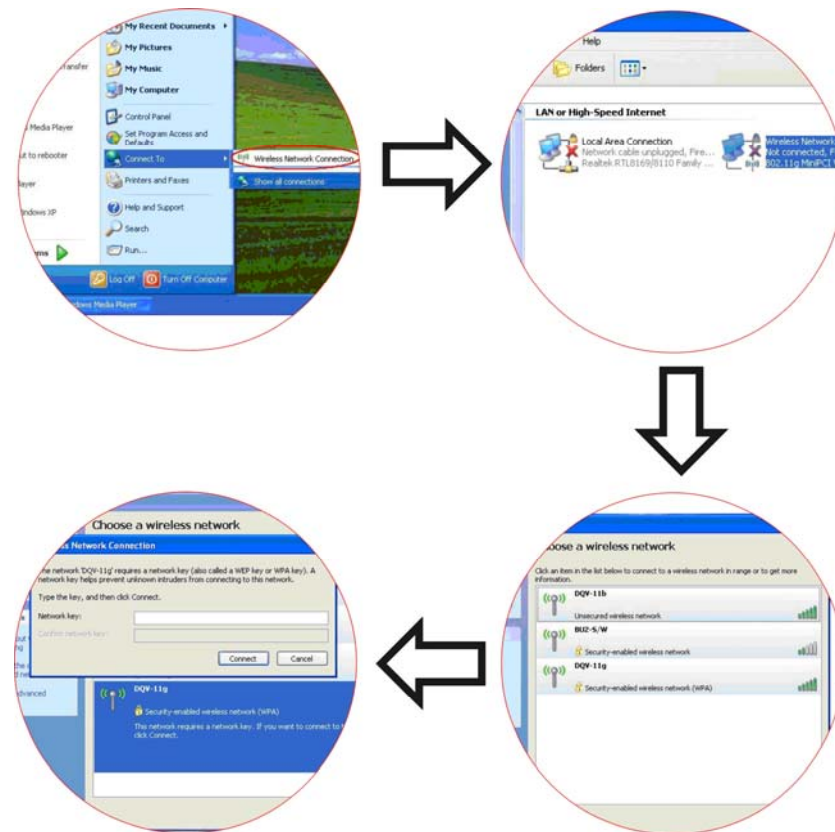 My Recent Documents
My Pictures
My Music
My Computer
Control Panel
Set Program Access and
Defaults
Connect To
Printers and Faxes
Help and Support
Search
Run...
Media Player
to rebooter
ndows XP
Wireless Network Connection
Show all connections
Log Off
Turn Off Computer
Media Player
Help
Folders
LAN or High-Speed Internet
Local Area Connection
Network cable unplugged, Fire...
Realtek RTL8169/8110 Family ...
Wireless Network
Not connected, F
802.11g MiniPCI
Choose a wireless network
Network Connection
The network 'DQV-11g' requires a network key (also called a WEP key or WPA key). A
network key helps prevent unknown intruders from connecting to this network.
Type the key, and then click Connect.
Network key:
Confirm network key:
Connect
Cancel
DQV-11g
Security-enabled wireless network (WPA)
This network requires a network key. If you want to connect to
click Connect.
oose a wireless network
Click an item in the list below to connect to a wireless network in range or to get more
information.
DQV-11b
Unsecured wireless network
BU2-S/W
Security-enabled wireless network
DQV-11g
Security-enabled wireless network (WPA)